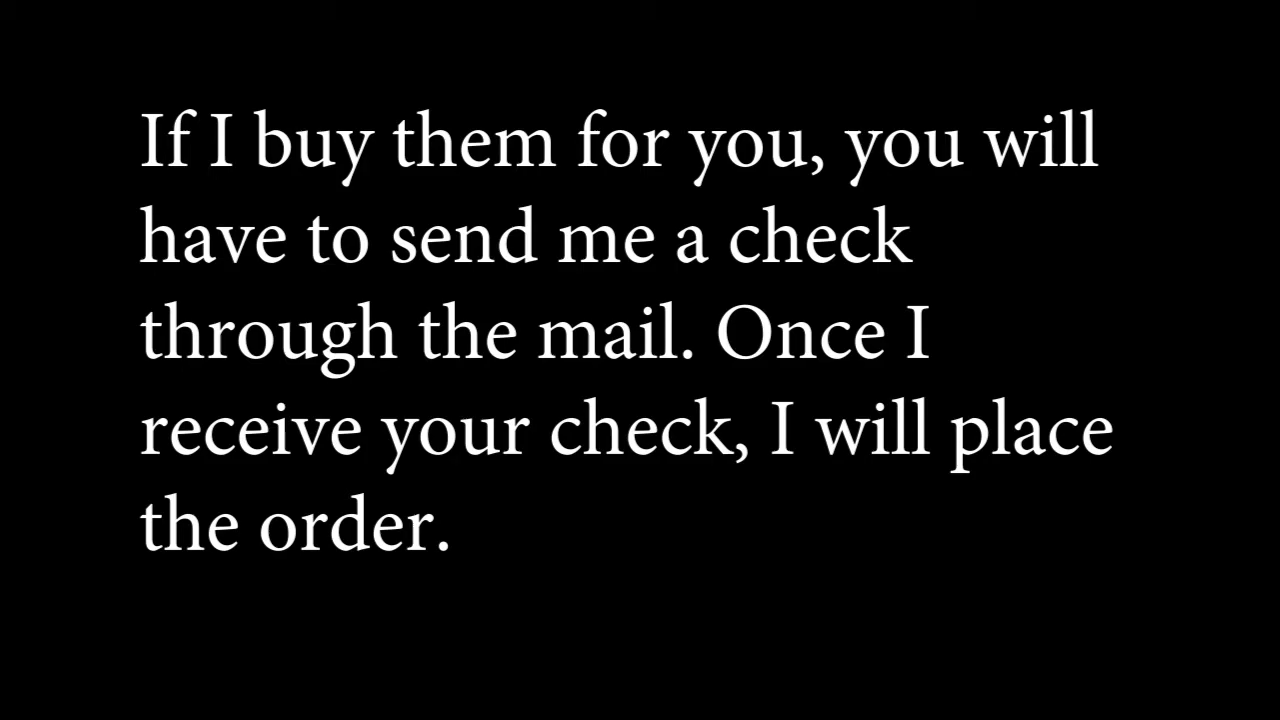 If I buy them for you, you will
have to send me a check
through the mail. Once I
receive your check, I will place
the order.